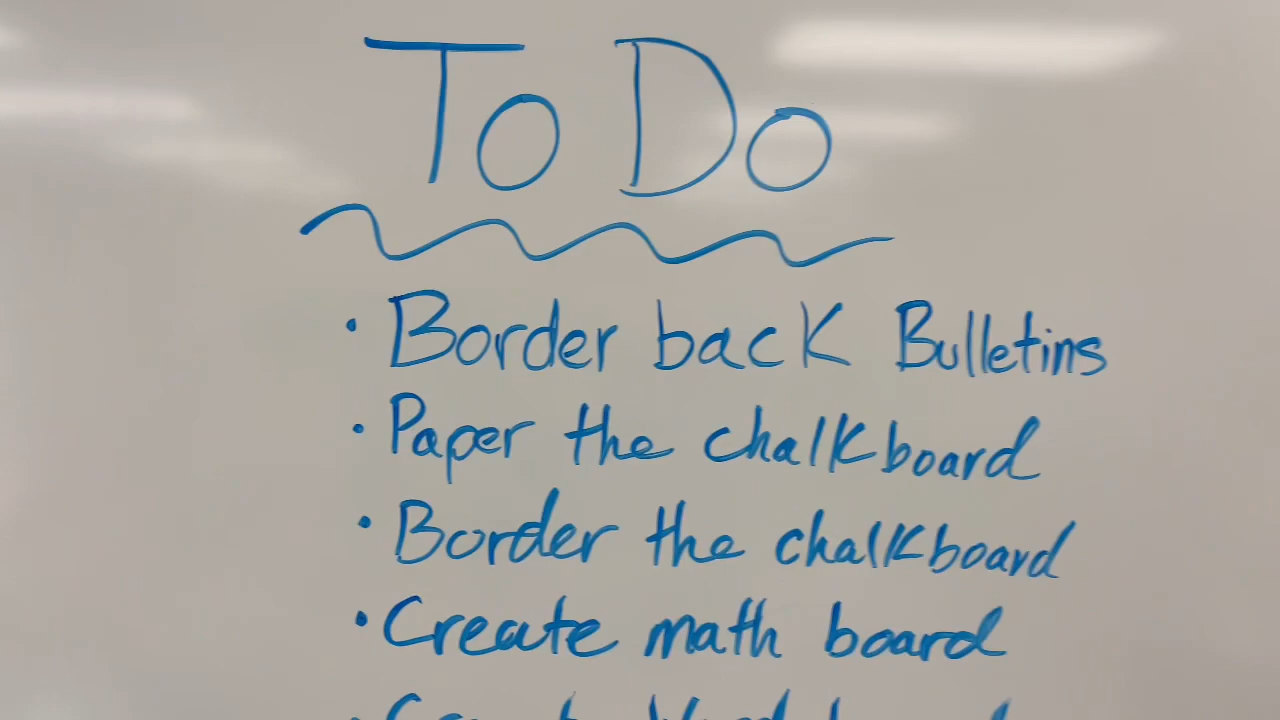 To Do
• Border back Bulletins
• Paper the chalkboard
• Border the chalkboard
• Create math board